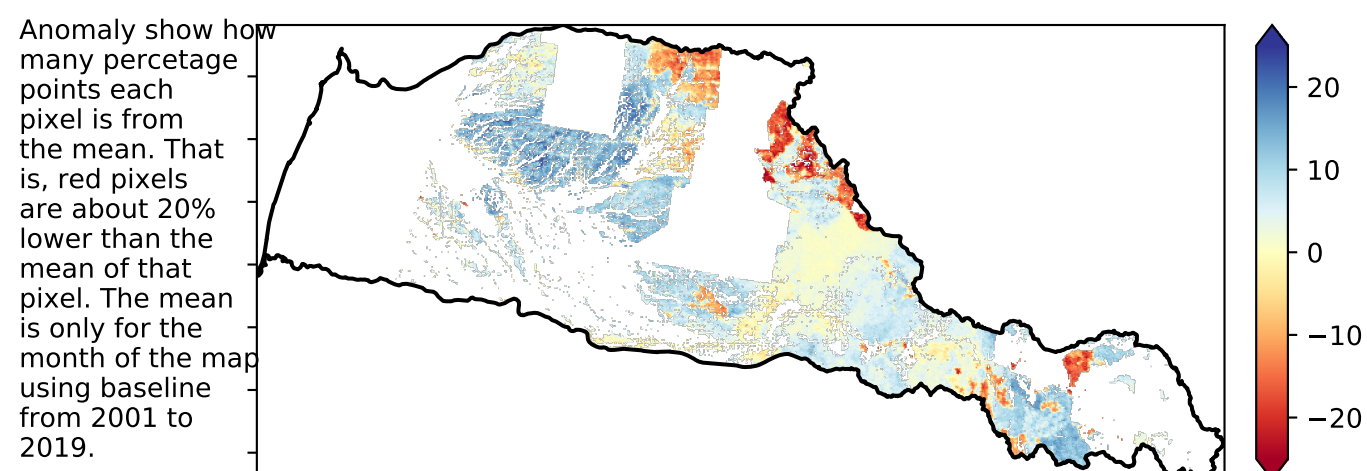 Anomaly show how
many percetage
points each
pixel is from
the mean. That
is, red pixels
are about 20%
lower than the
mean of that
pixel. The mean
is only for the
month of the map
using baseline
from 2001 to
2019.
20
10
0
−10
−20